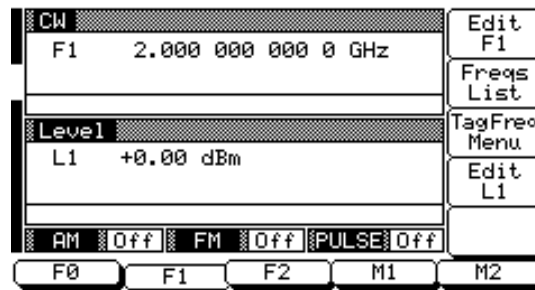 CW
F1 2.000 000 000 0 GHz
Level
L1 +0.00 dBm
AM Off FM Off PULSE Off
Edit
F1
Freqs
List
TagFreq
Menu
Edit
L1
F0 F1 F2 M1 M2